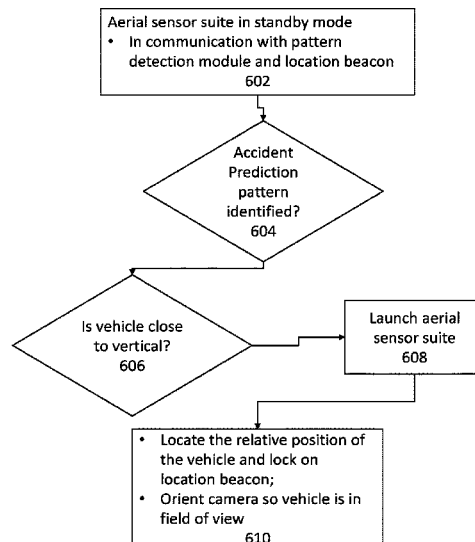 Aerial sensor suite in standby mode
• In communication with pattern
detection module and location beacon
602
Accident
Prediction
pattern
identified?
604
Is vehicle close
to vertical?
606
Launch aerial
sensor suite
608
• Locate the relative position of
the vehicle and lock on
location beacon;
• Orient camera so vehicle is in
field of view
610